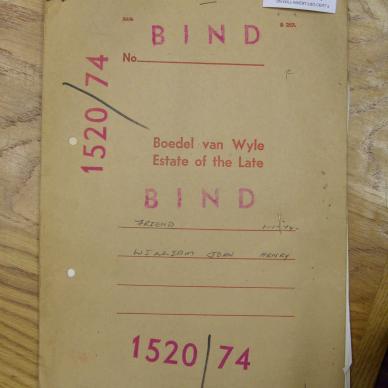 BIND
No.
1520/74
Boedel van Wyle
Estate of the Late
BIND
FRIEND
WILLIAM JOHN HENRY
1520/74